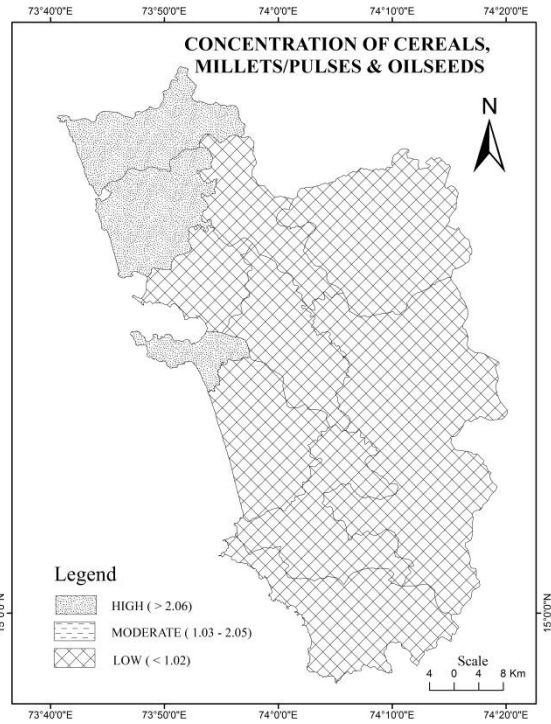 73°40'0"E 73°50'0"E 74°0'0"E 74°10'0"E 74°20'0"E
CONCENTRATION OF CEREALS,
MILLETS/PULSES & OILSEEDS
N
Legend
HIGH ( > 2.06)
MODERATE ( 1.03 - 2.05)
LOW ( < 1.02)
15°0'0"N
15°0'0"N
Scale
4 0 4 8 Km
73°40'0"E 73°50'0"E 74°0'0"E 74°10'0"E 74°20'0"E